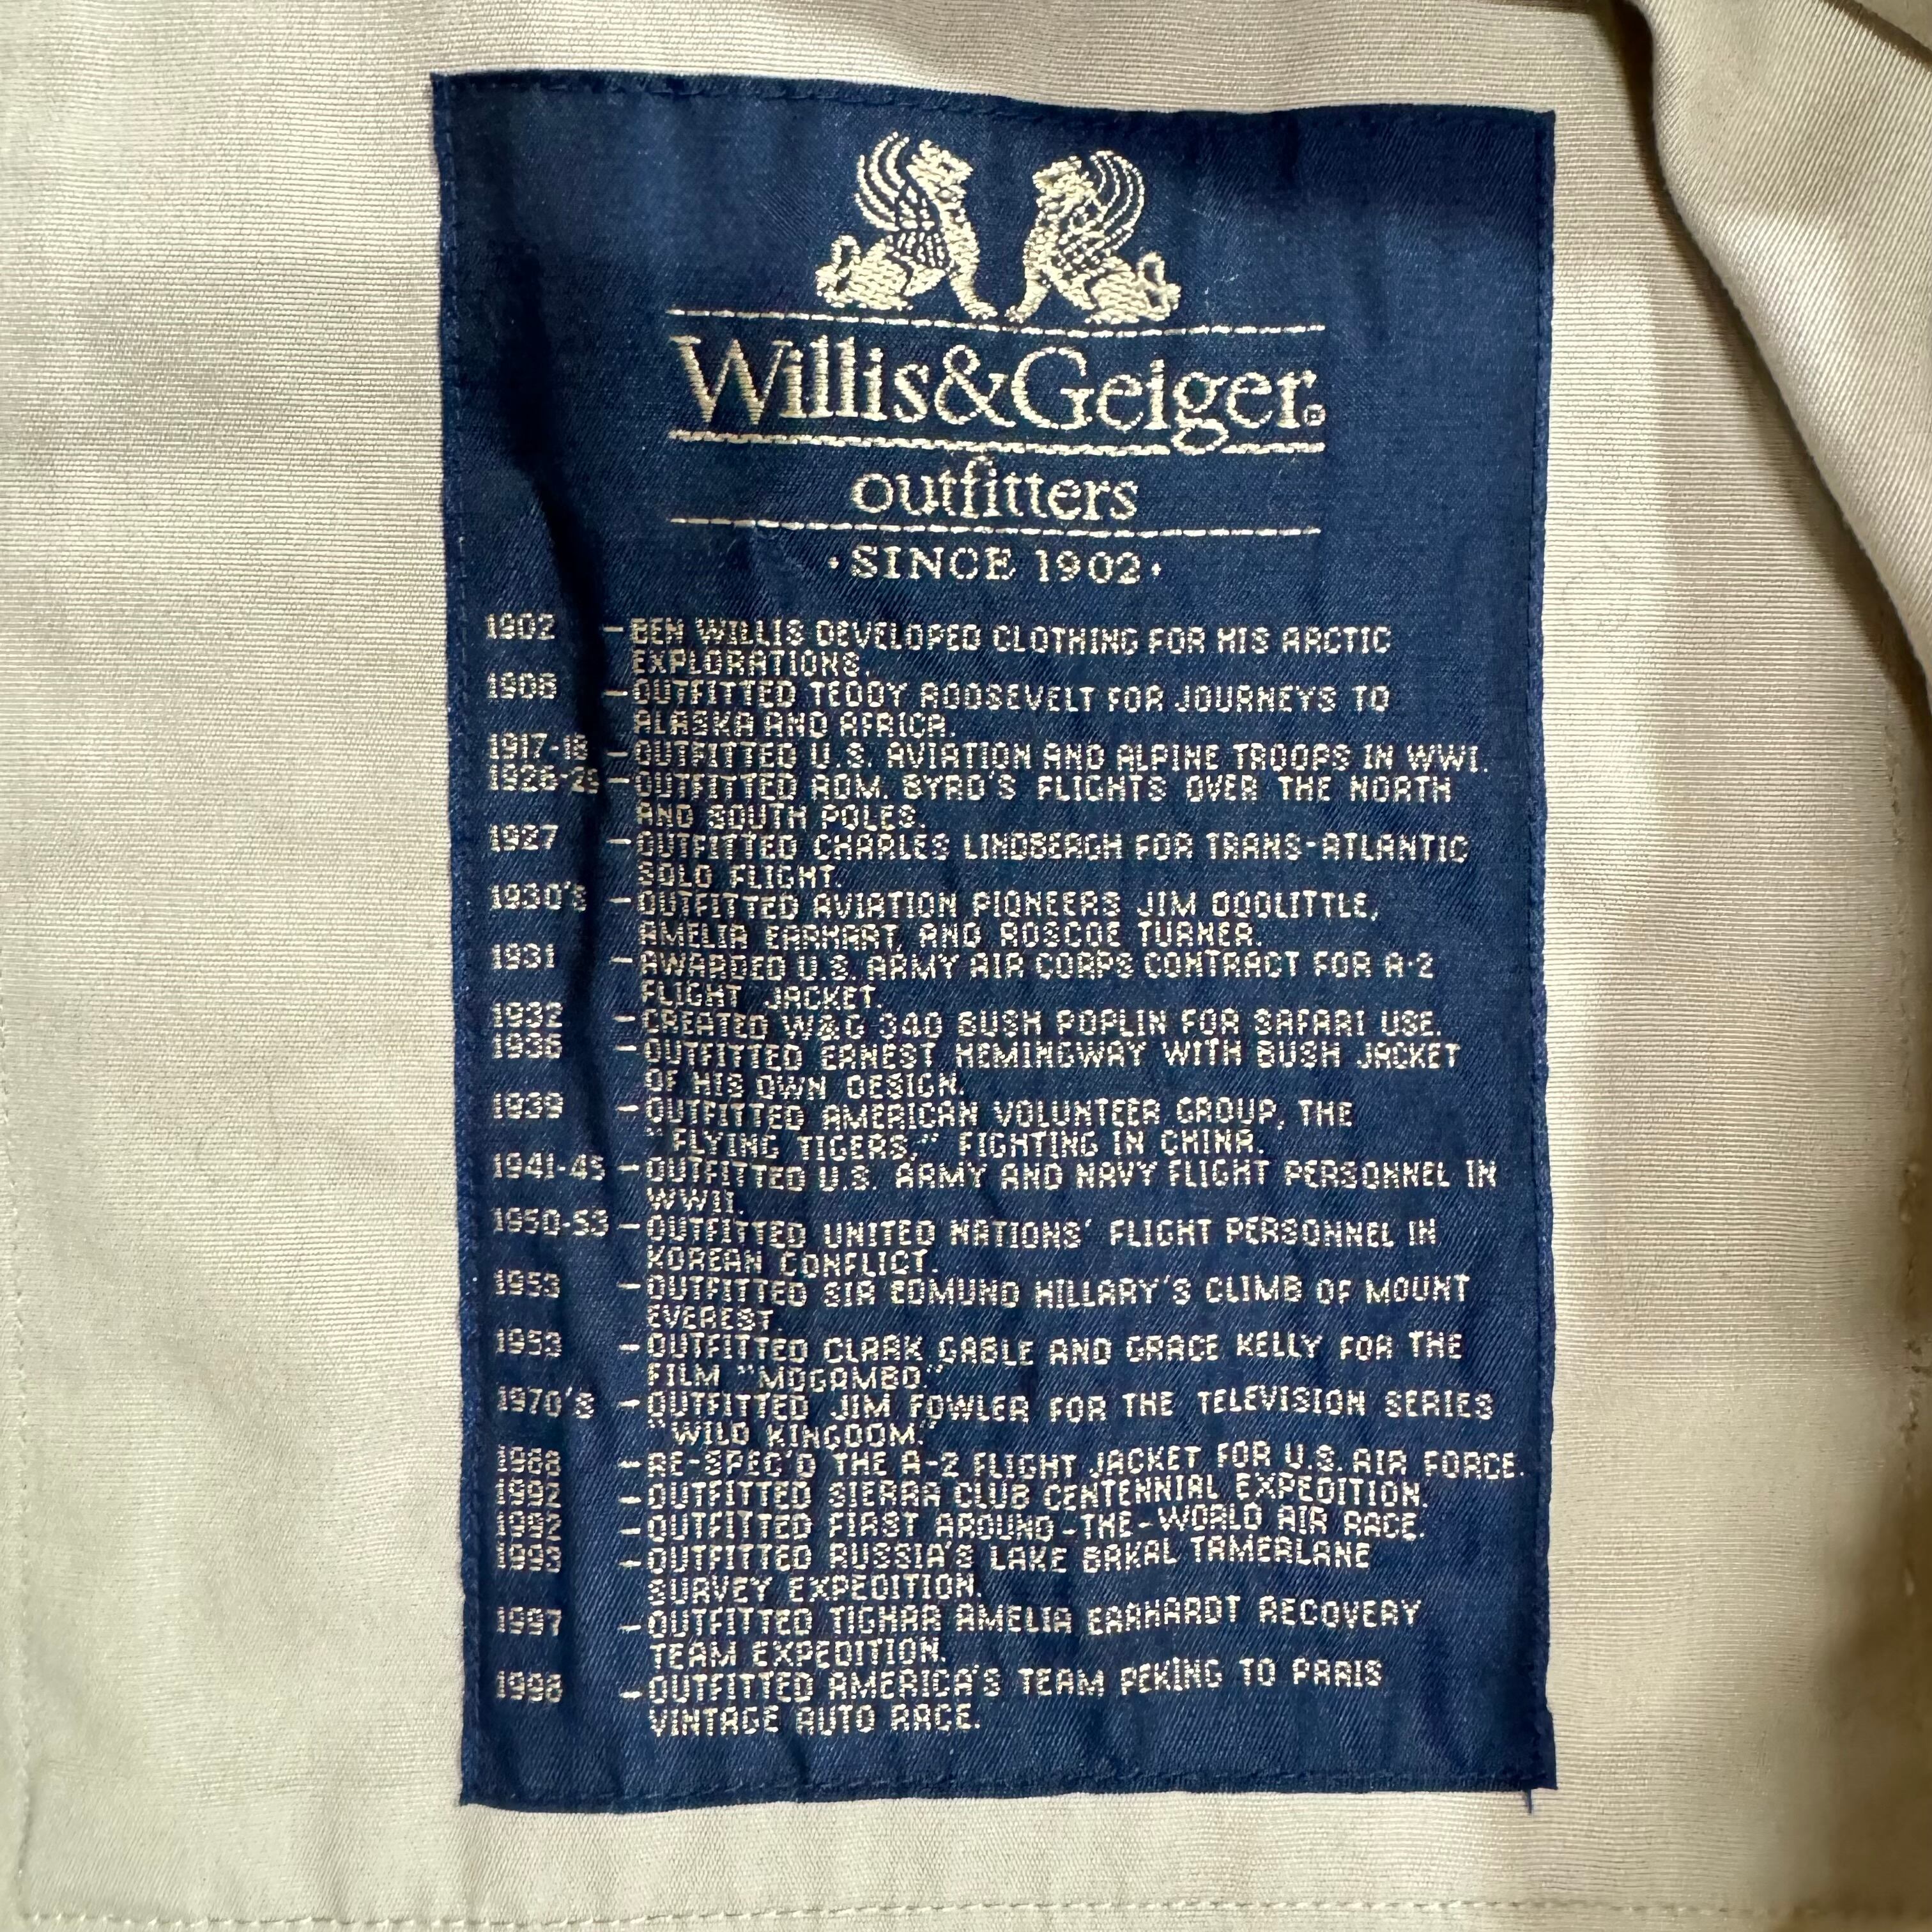 Willis&Geiger®
outfitters
·SINCE 1902·
1902 –BEN WILLIS DEVELOPED CLOTHING FOR HIS ARCTIC
EXPLORATIONS.
1908 –OUTFITTED TEDDY ROOSEVELT FOR JOURNEYS TO
ALASKA AND AFRICA.
1917-18 –OUTFITTED U.S. AVIATION AND ALPINE TROOPS IN WWI.
1926-29 –OUTFITTED ADM. BYRD'S FLIGHTS OVER THE NORTH
AND SOUTH POLES.
1927 –OUTFITTED CHARLES LINDBERGH FOR TRANS-ATLANTIC
SOLO FLIGHT.
1930'S –OUTFITTED AVIATION PIONEERS JIM DOOLITTLE,
AMELIA EARHART, AND ROSCOE TURNER.
1931 –AWARDED U.S. ARMY AIR CORPS CONTRACT FOR A-2
FLIGHT JACKET.
1932 –CREATED W&G 340 BUSH POPLIN FOR SAFARI USE.
1936 –OUTFITTED ERNEST HEMINGWAY WITH BUSH JACKET
OF HIS OWN DESIGN.
1939 –OUTFITTED AMERICAN VOLUNTEER GROUP, THE
"FLYING TIGERS," FIGHTING IN CHINA.
1941-45 –OUTFITTED U.S. ARMY AND NAVY FLIGHT PERSONNEL IN
WWII.
1950-53 –OUTFITTED UNITED NATIONS' FLIGHT PERSONNEL IN
KOREAN CONFLICT.
1953 –OUTFITTED SIR EDMUND HILLARY'S CLIMB OF MOUNT
EVEREST.
1953 –OUTFITTED CLARK GABLE AND GRACE KELLY FOR THE
FILM "MOGAMBO."
1970'S –OUTFITTED JIM FOWLER FOR THE TELEVISION SERIES
"WILD KINGDOM."
1988 –RE-SPEC'D THE A-2 FLIGHT JACKET FOR U.S. AIR FORCE.
1992 –OUTFITTED SIERRA CLUB CENTENNIAL EXPEDITION.
1992 –OUTFITTED FIRST AROUND-THE-WORLD AIR RACE.
1993 –OUTFITTED RUSSIA'S LAKE BAKAL TAMERLANE
SURVEY EXPEDITION.
1997 –OUTFITTED TIGHAR AMELIA EARHARDT RECOVERY
TEAM EXPEDITION.
1998 –OUTFITTED AMERICA'S TEAM PEKING TO PARIS
VINTAGE AUTO RACE.